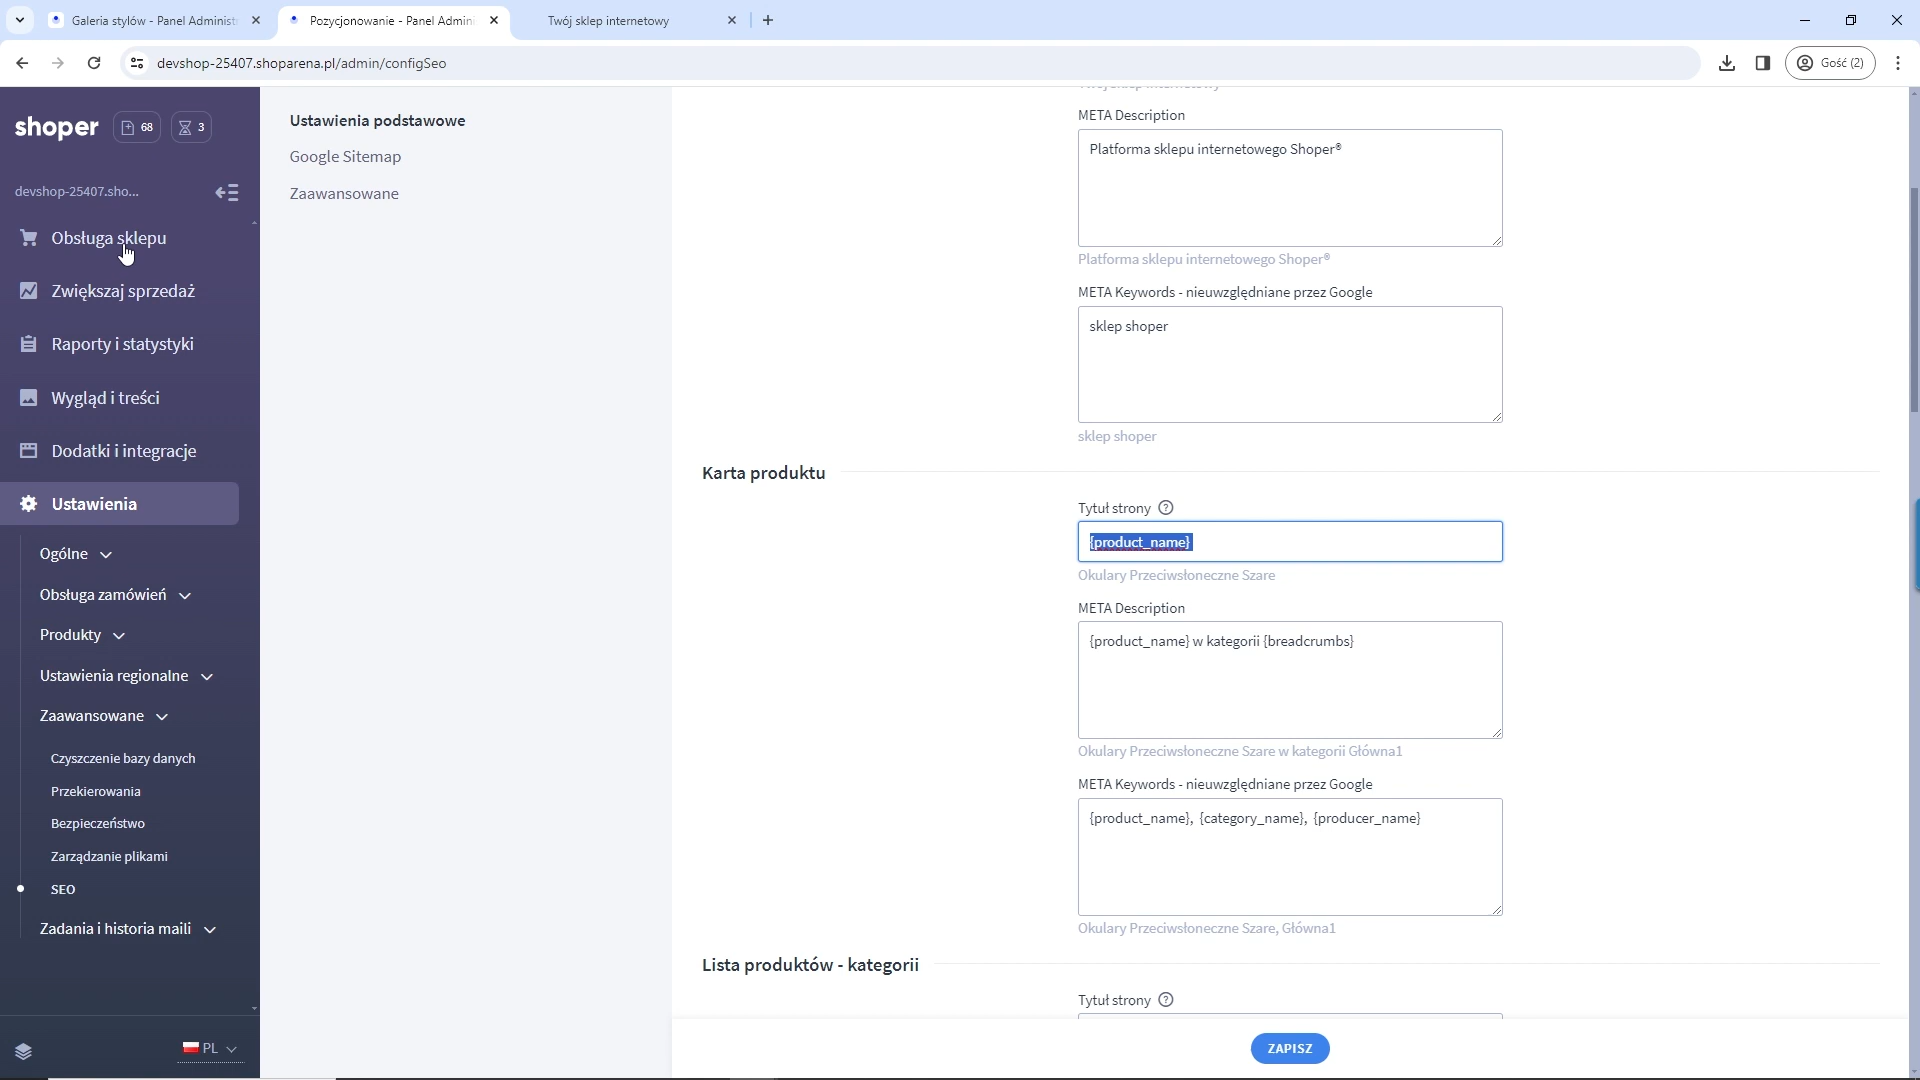 Galeria stylów - Panel Administ
Pozycjonowanie - Panel Admini
Twój sklep internetowy
devshop-25407.shoparena.pl/admin/configSeo
Gość (2)
shoper
68
3
devshop-25407.sho...
Obsługa sklepu
Zwiększaj sprzedaż
Raporty i statystyki
Wygląd i treści
Dodatki i integracje
Ustawienia
Ogólne
Obsługa zamówień
Produkty
Ustawienia regionalne
Zaawansowane
Czyszczenie bazy danych
Przekierowania
Bezpieczeństwo
Zarządzanie plikami
SEO
Zadania i historia maili
PL
Ustawienia podstawowe
Google Sitemap
Zaawansowane
META Description
Platforma sklepu internetowego Shoper®
Platforma sklepu internetowego Shoper®
META Keywords - nieuwzględniane przez Google
sklep shoper
sklep shoper
Karta produktu
Tytuł strony ?
{product_name}
Okulary Przeciwsłoneczne Szare
META Description
{product_name} w kategorii {breadcrumbs}
Okulary Przeciwsłoneczne Szare w kategorii Główna1
META Keywords - nieuwzględniane przez Google
{product_name}, {category_name}, {producer_name}
Okulary Przeciwsłoneczne Szare, Główna1
Lista produktów - kategorii
Tytuł strony ?
ZAPISZ